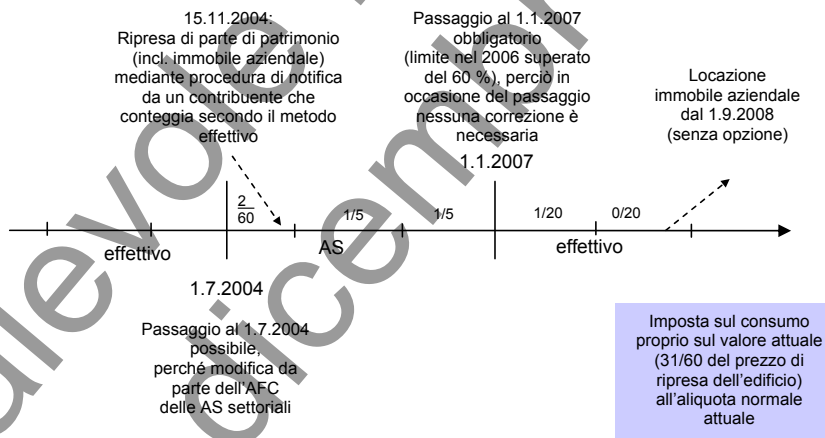 15.11.2004:
Ripresa di parte di patrimonio
(incl. immobile aziendale)
mediante procedura di notifica
da un contribuente che
conteggia secondo il metodo
effettivo
Passaggio al 1.1.2007
obbligatorio
(limite nel 2006 superato
del 60 %), perciò in
occasione del passaggio
nessuna correzione è
necessaria
1.1.2007
Locazione
immobile aziendale
dal 1.9.2008
(senza opzione)
2
60
1/5
1/5
1/20
0/20
effettivo
AS
effettivo
1.7.2004
Passaggio al 1.7.2004
possibile,
perché modifica da
parte dell'AFC
delle AS settoriali
Imposta sul consumo
proprio sul valore attuale
(31/60 del prezzo di
ripresa dell'edificio)
all'aliquota normale
attuale